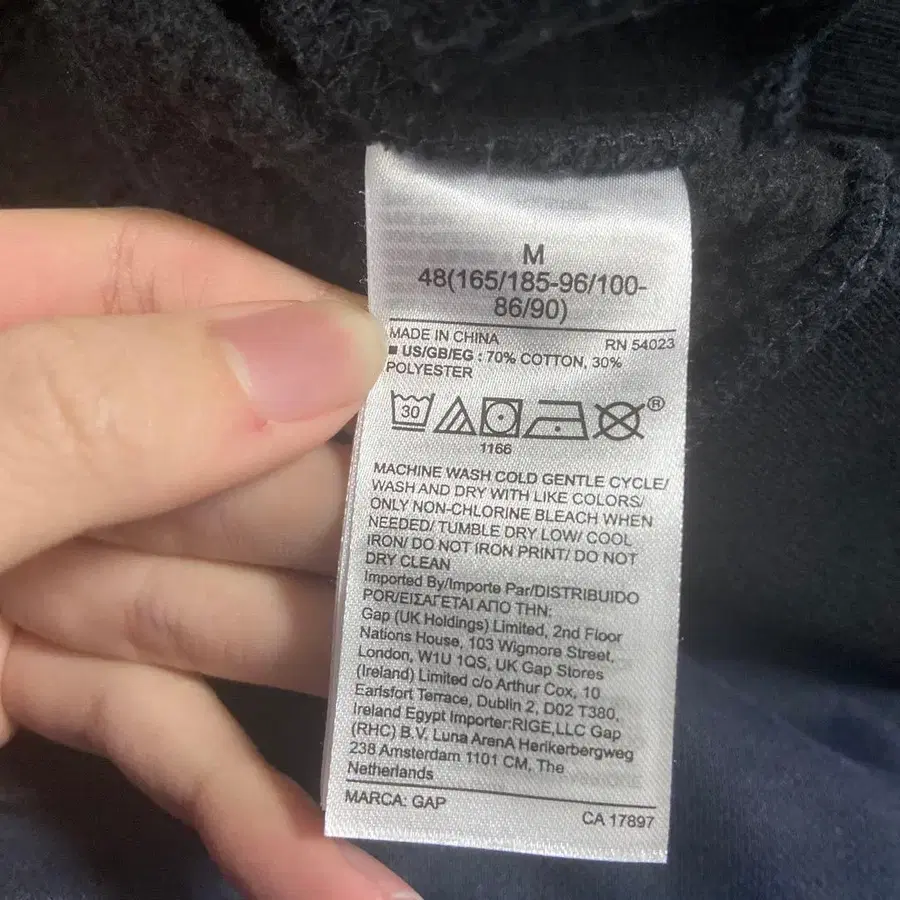 M
48(165/185-96/100-
86/90)
MADE IN CHINA
RN 54023
■ US/GB/EG : 70% COTTON, 30%
POLYESTER
30
®
1166
MACHINE WASH COLD GENTLE CYCLE/
WASH AND DRY WITH LIKE COLORS/
ONLY NON-CHLORINE BLEACH WHEN
NEEDED/ TUMBLE DRY LOW/ COOL
IRON/ DO NOT IRON PRINT/ DO NOT
DRY CLEAN
Imported By/Importe Par/DISTRIBUIDO
POR/ΕΙΣΑΓΕΤΑΙ ΑΠΟ ΤΗΝ:
Gap (UK Holdings) Limited, 2nd Floor
Nations House, 103 Wigmore Street,
London, W1U 1QS, UK Gap Stores
(Ireland) Limited c/o Arthur Cox, 10
Earlsfort Terrace, Dublin 2, D02 T380,
Ireland Egypt Importer:RIGE,LLC Gap
(RHC) B.V. Luna ArenA Herikerbergweg
238 Amsterdam 1101 CM, The
Netherlands
MARCA: GAP
CA 17897